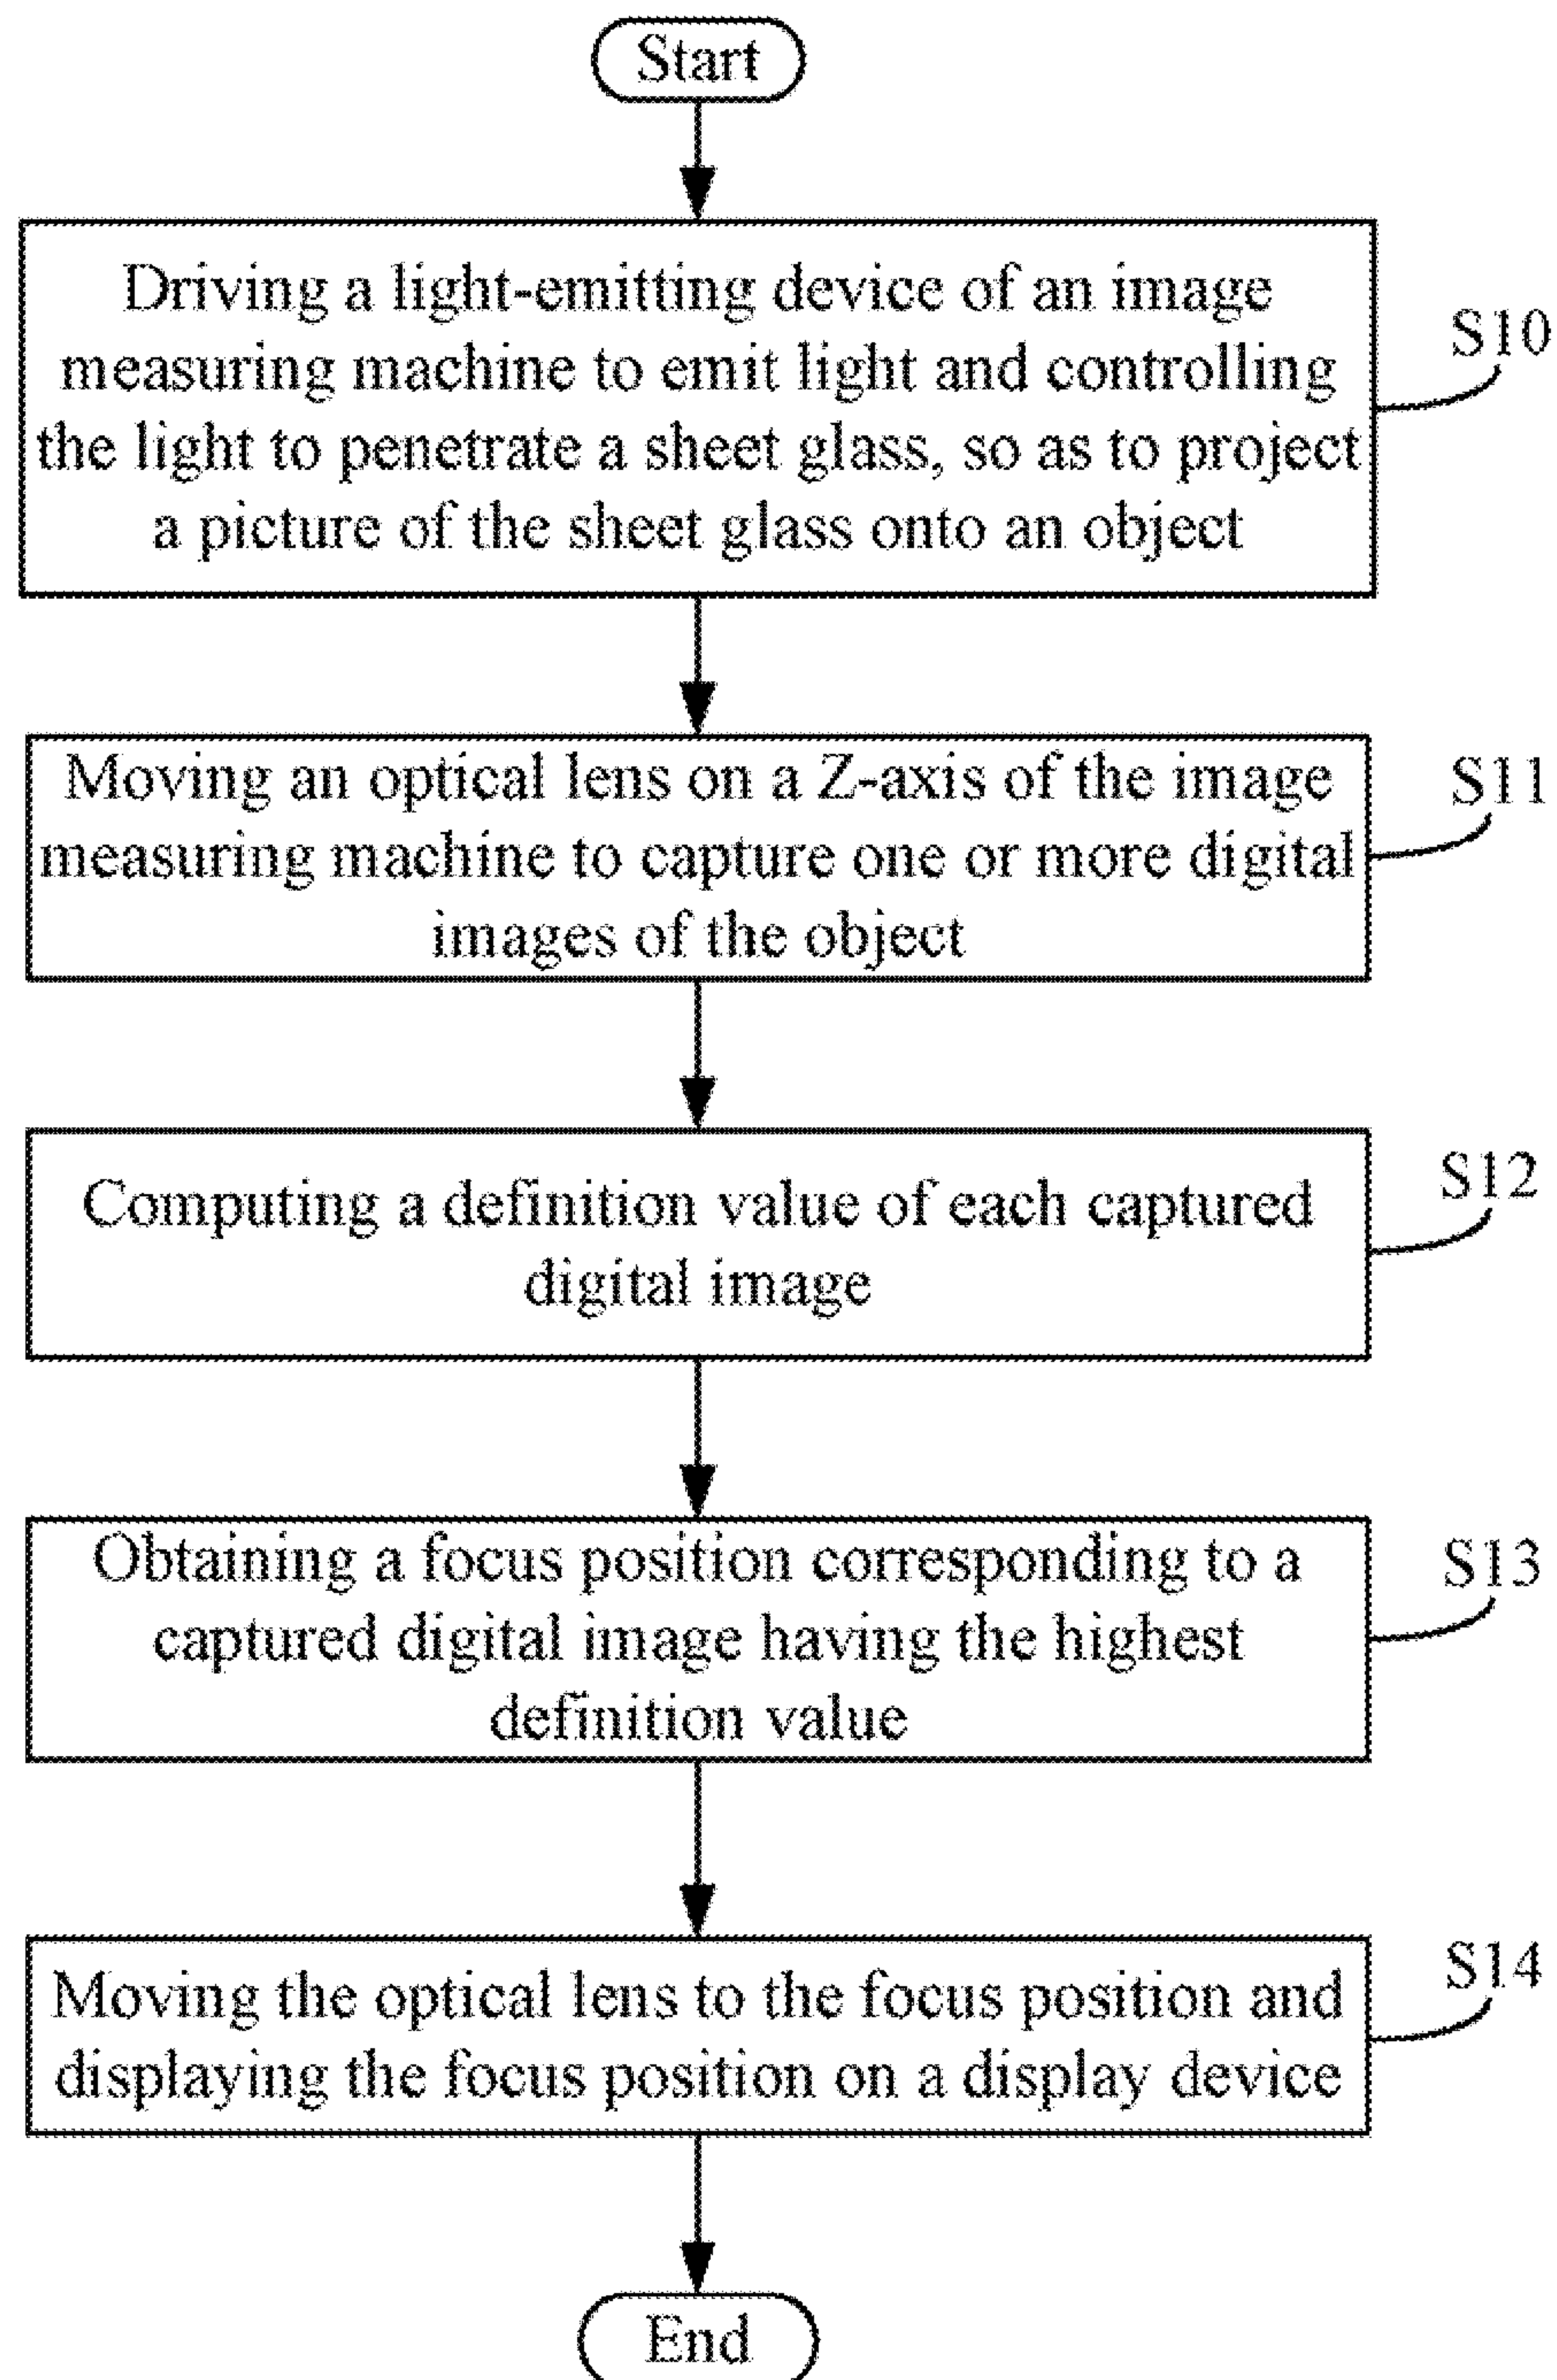 Start
Driving a light-emitting device of an image
measuring machine to emit light and controlling
the light to penetrate a sheet glass, so as to project
a picture of the sheet glass onto an object
S10
Moving an optical lens on a Z-axis of the image
measuring machine to capture one or more digital
images of the object
S11
Computing a definition value of each captured
digital image
S12
Obtaining a focus position corresponding to a
captured digital image having the highest
definition value
S13
Moving the optical lens to the focus position and
displaying the focus position on a display device
S14
End